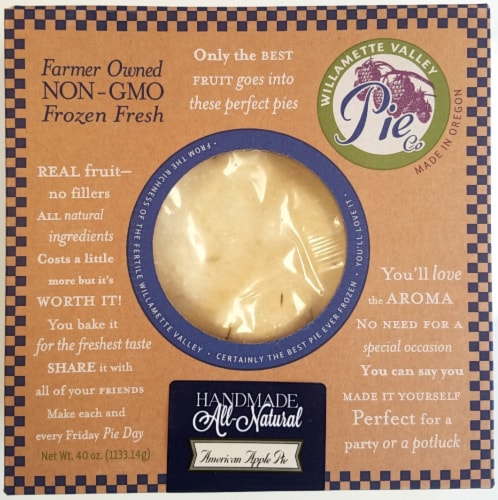 Farmer Owned
NON-GMO
Frozen Fresh
Only the BEST
FRUIT goes into
these perfect pies
WILLAMETTE VALLEY
Pie
Co
MADE IN OREGON
REAL fruit—
no fillers
ALL natural
ingredients
Costs a little
more but it's
WORTH IT!
You bake it
for the freshest taste
SHARE it with
all of your FRIENDS
Make each and
every Friday Pie Day
Net Wt. 40 oz. (1133.14g)
• FROM THE RICHNESS OF THE FERTILE WILLAMETTE VALLEY • CERTAINLY THE BEST PIE EVER FROZEN • YOU'LL LOVE IT •
You'll love
the AROMA
NO NEED FOR A
special occasion
You can say you
MADE IT YOURSELF
Perfect for a
party or a potluck
HANDMADE
All-Natural
American Apple Pie